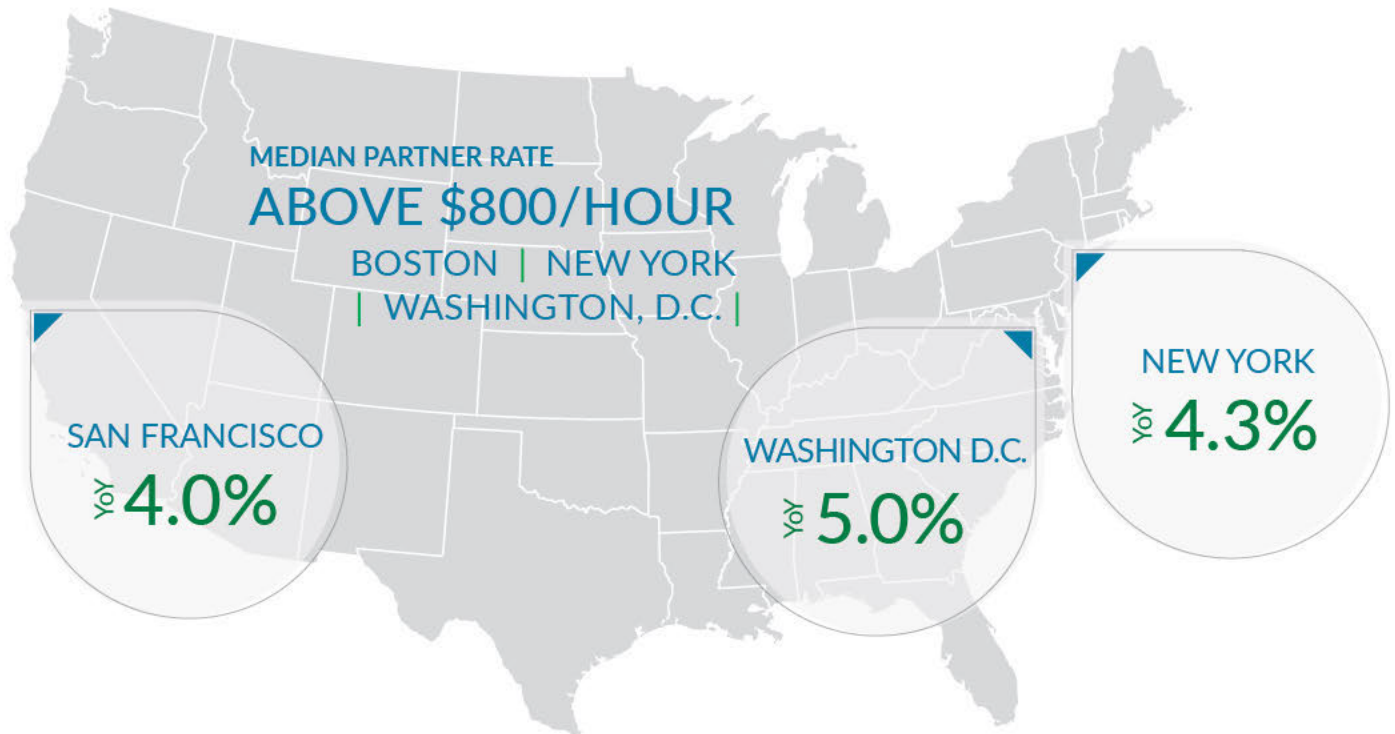 MEDIAN PARTNER RATE
ABOVE $800/HOUR
BOSTON | NEW YORK
| WASHINGTON, D.C. |
SAN FRANCISCO
YoY 4.0%
WASHINGTON D.C.
YoY 5.0%
NEW YORK
YoY 4.3%